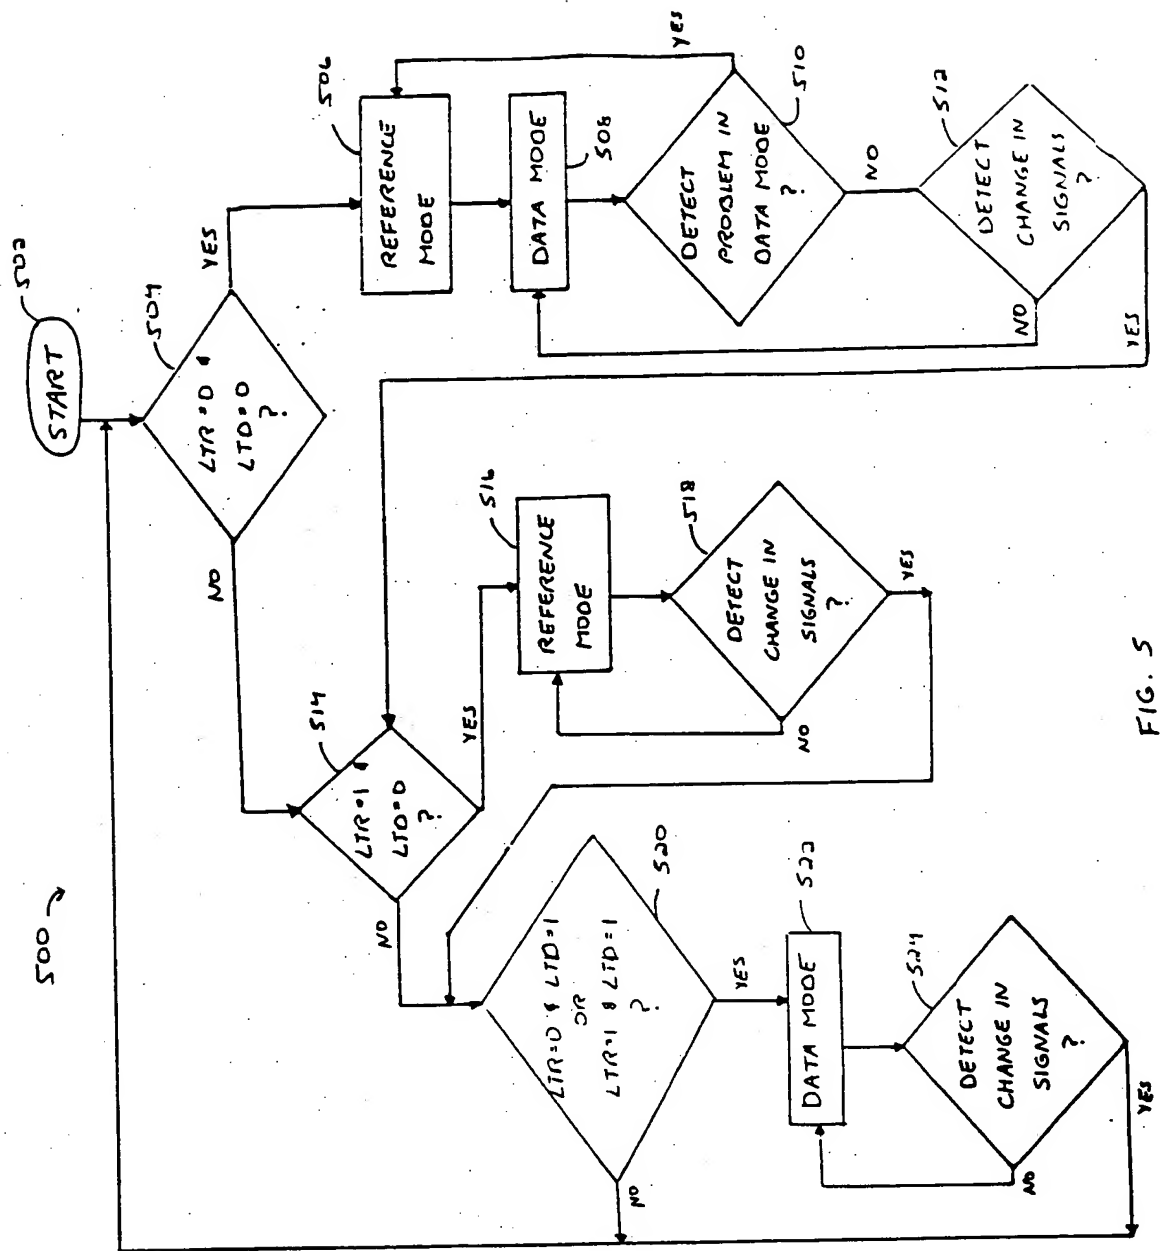 500
START
502
LTR=0 &
LTD=0
?
504
YES
NO
REFERENCE
MODE
506
DATA MODE
508
DETECT
PROBLEM IN
DATA MODE
?
510
YES
NO
DETECT
CHANGE IN
SIGNALS
?
512
NO
YES
LTR=1 &
LTD=0
?
514
YES
NO
REFERENCE
MODE
516
DETECT
CHANGE IN
SIGNALS
?
518
NO
YES
LTR=0 & LTD=1
OR
LTR=1 & LTD=1
?
520
YES
NO
DATA MODE
522
DETECT
CHANGE IN
SIGNALS
?
524
NO
YES
FIG. 5